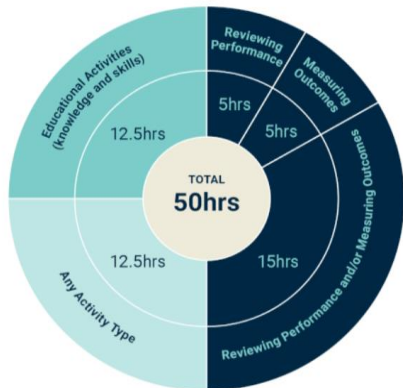 Educational Activities
(knowledge and skills)
12.5hrs
Reviewing
Performance
5hrs
Measuring
Outcomes
5hrs
TOTAL
50hrs
Any Activity Type
12.5hrs
15hrs
Reviewing Performance and/or Measuring Outcomes